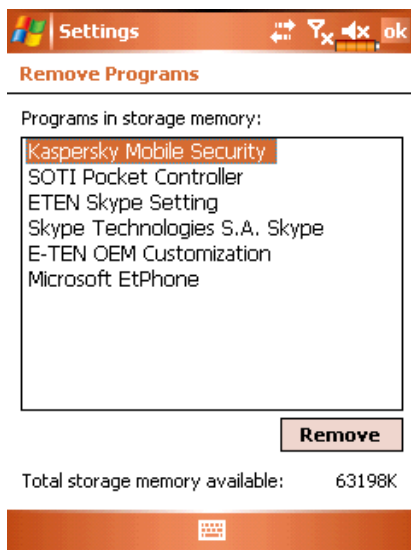 Settings
ok
Remove Programs
Programs in storage memory:
Kaspersky Mobile Security
SOTI Pocket Controller
ETEN Skype Setting
Skype Technologies S.A. Skype
E-TEN OEM Customization
Microsoft EtPhone
Remove
Total storage memory available: 63198K